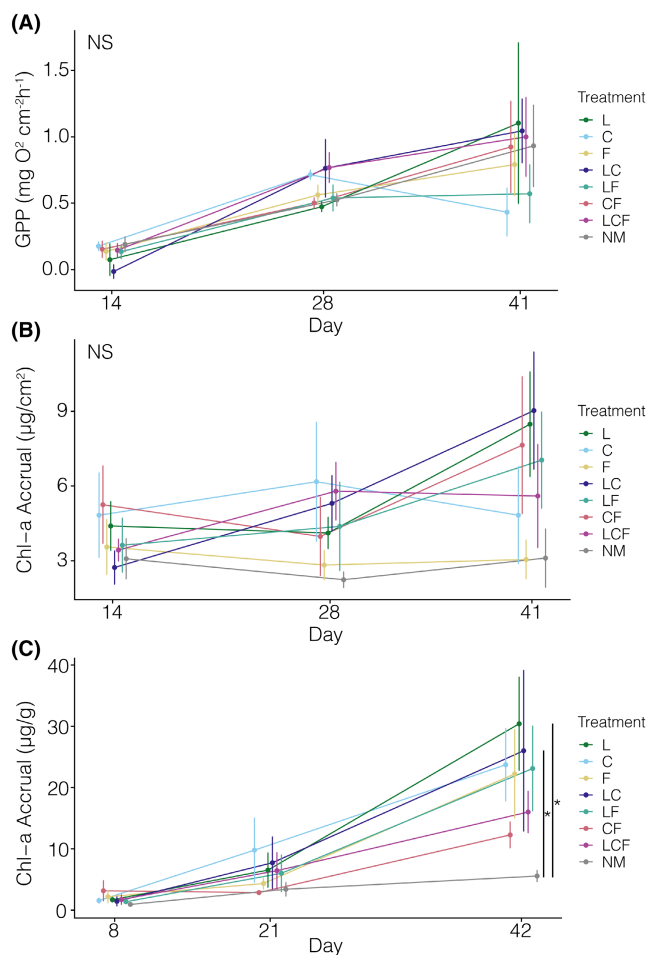 (A)
NS
GPP (mg O² cm⁻²h⁻¹)
1.5
1.0
0.5
0.0
14
28
41
Day
Treatment
L
C
F
LC
LF
CF
LCF
NM
(B)
NS
Chl−a Accrual (µg/cm²)
9
6
3
14
28
41
Day
Treatment
L
C
F
LC
LF
CF
LCF
NM
(C)
Chl−a Accrual (µg/g)
40
30
20
10
0
8
21
42
Day
*
*
Treatment
L
C
F
LC
LF
CF
LCF
NM